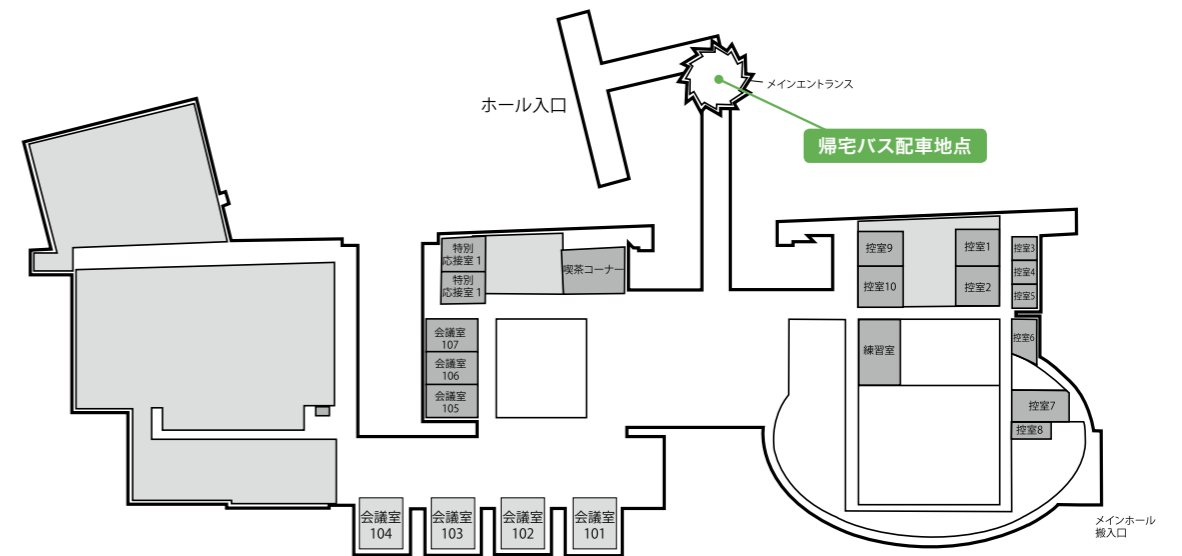 メインエントランス
ホール入口
帰宅バス配車地点
特別
応接室 1
特別
応接室 1
喫茶コーナー
控室9
控室1
控室3
控室4
控室10
控室2
控室5
会議室
107
会議室
106
会議室
105
練習室
控室6
控室7
控室8
会議室
104
会議室
103
会議室
102
会議室
101
メインホール
搬入口